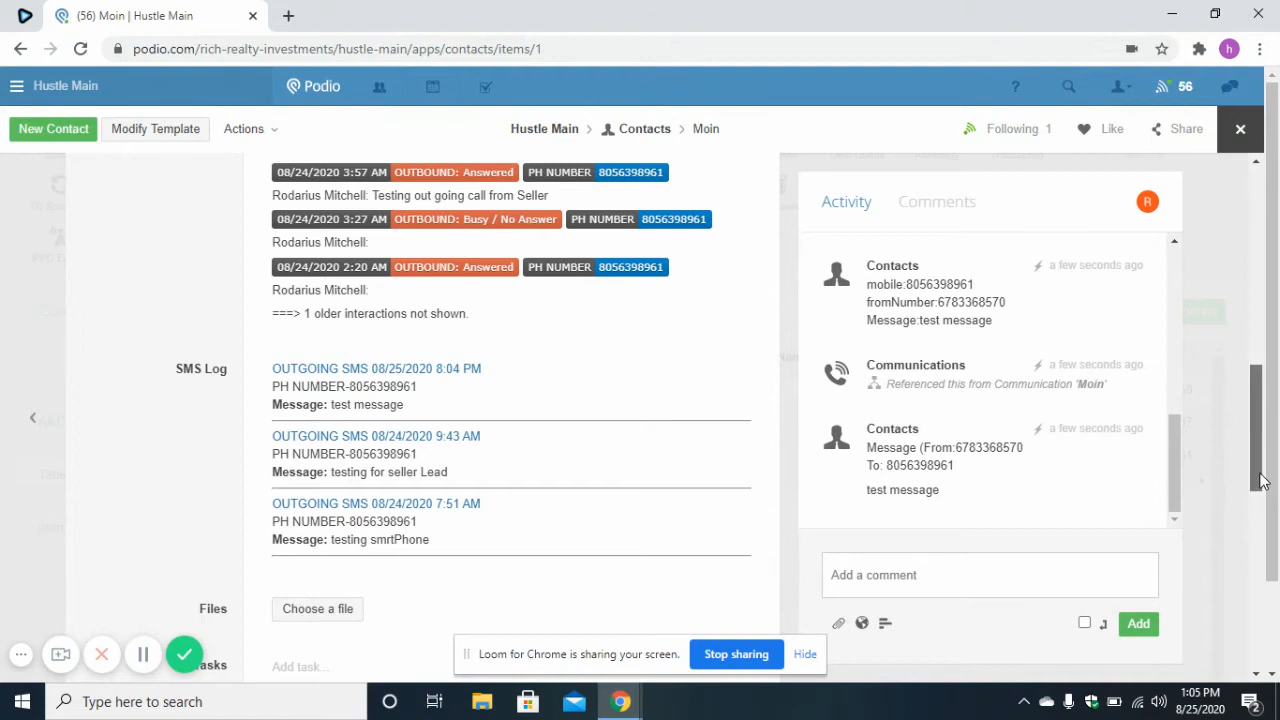 (56) Moin | Hustle Main
podio.com/rich-realty-investments/hustle-main/apps/contacts/items/1
h
Hustle Main
Podio
?
56
New Contact
Modify Template
Actions
Hustle Main > Contacts > Moin
Following 1
Like
Share
08/24/2020 3:57 AM OUTBOUND: Answered PH NUMBER 8056398961
Rodarius Mitchell: Testing out going call from Seller
08/24/2020 3:27 AM OUTBOUND: Busy / No Answer PH NUMBER 8056398961
Rodarius Mitchell:
08/24/2020 2:20 AM OUTBOUND: Answered PH NUMBER 8056398961
Rodarius Mitchell:
===> 1 older interactions not shown.
SMS Log
OUTGOING SMS 08/25/2020 8:04 PM
PH NUMBER-8056398961
Message: test message
OUTGOING SMS 08/24/2020 9:43 AM
PH NUMBER-8056398961
Message: testing for seller Lead
OUTGOING SMS 08/24/2020 7:51 AM
PH NUMBER-8056398961
Message: testing smrtPhone
Files
Choose a file
Tasks
Add task...
Activity
Comments
R
Contacts
a few seconds ago
mobile:8056398961
fromNumber:6783368570
Message:test message
Communications
a few seconds ago
Referenced this from Communication 'Moin'
Contacts
a few seconds ago
Message (From:6783368570
To: 8056398961
test message
Add a comment
Add
Loom for Chrome is sharing your screen.
Stop sharing
Hide
Type here to search
1:05 PM
8/25/2020
2